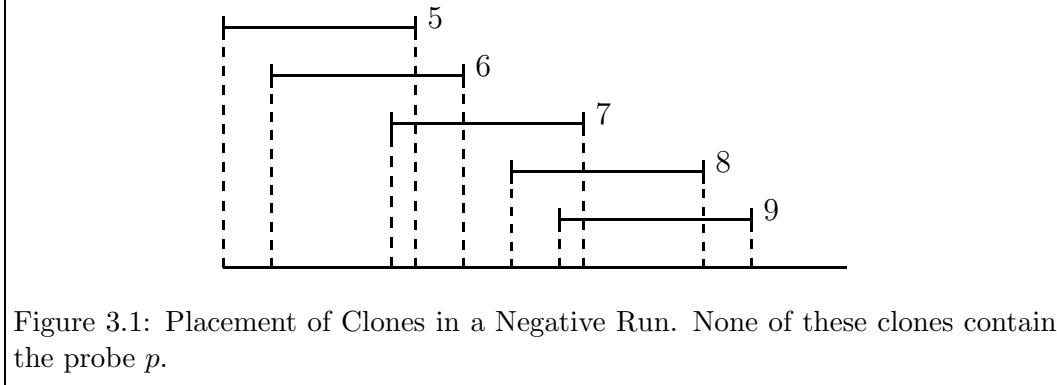 5
6
7
8
9
Figure 3.1: Placement of Clones in a Negative Run. None of these clones contain
the probe p.